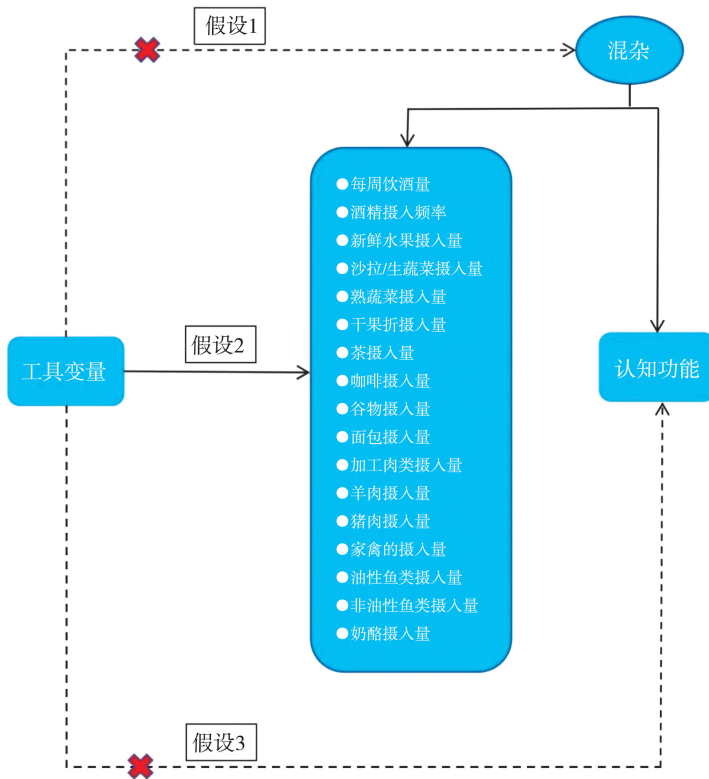 假设1
混杂
●每周饮酒量
●酒精摄入频率
●新鲜水果摄入量
●沙拉/生蔬菜摄入量
●熟蔬菜摄入量
●干果折摄入量
●茶摄入量
●咖啡摄入量
●谷物摄入量
●面包摄入量
●加工肉类摄入量
●羊肉摄入量
●猪肉摄入量
●家禽的摄入量
●油性鱼类摄入量
●非油性鱼类摄入量
●奶酪摄入量
假设2
工具变量
认知功能
假设3